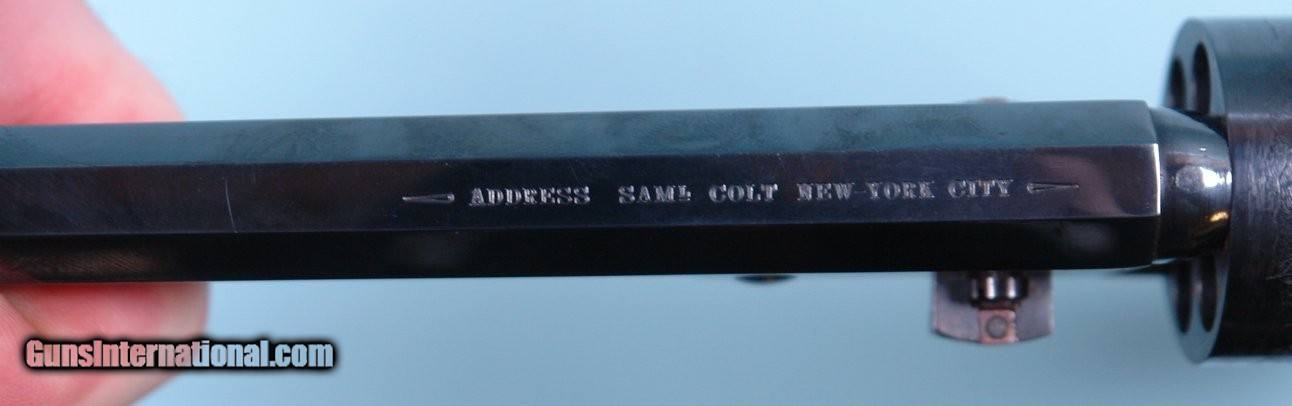 ADDRESS SAML COLT NEW-YORK CITY
GunsInternational.com